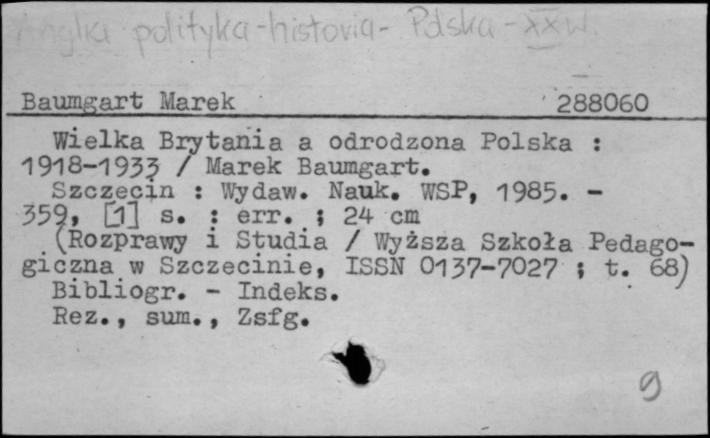 Anglia polityka-historia- Polska - XX w.
Baumgart Marek 288060
Wielka Brytania a odrodzona Polska :
1918-1933 / Marek Baumgart.
Szczecin : Wydaw. Nauk. WSP, 1985. -
359, [1] s. : err. ; 24 cm
(Rozprawy i Studia / Wyższa Szkoła Pedago-
giczna w Szczecinie, ISSN 0137-7027 ; t. 68)
Bibliogr. - Indeks.
Rez., sum., Zsfg.
9